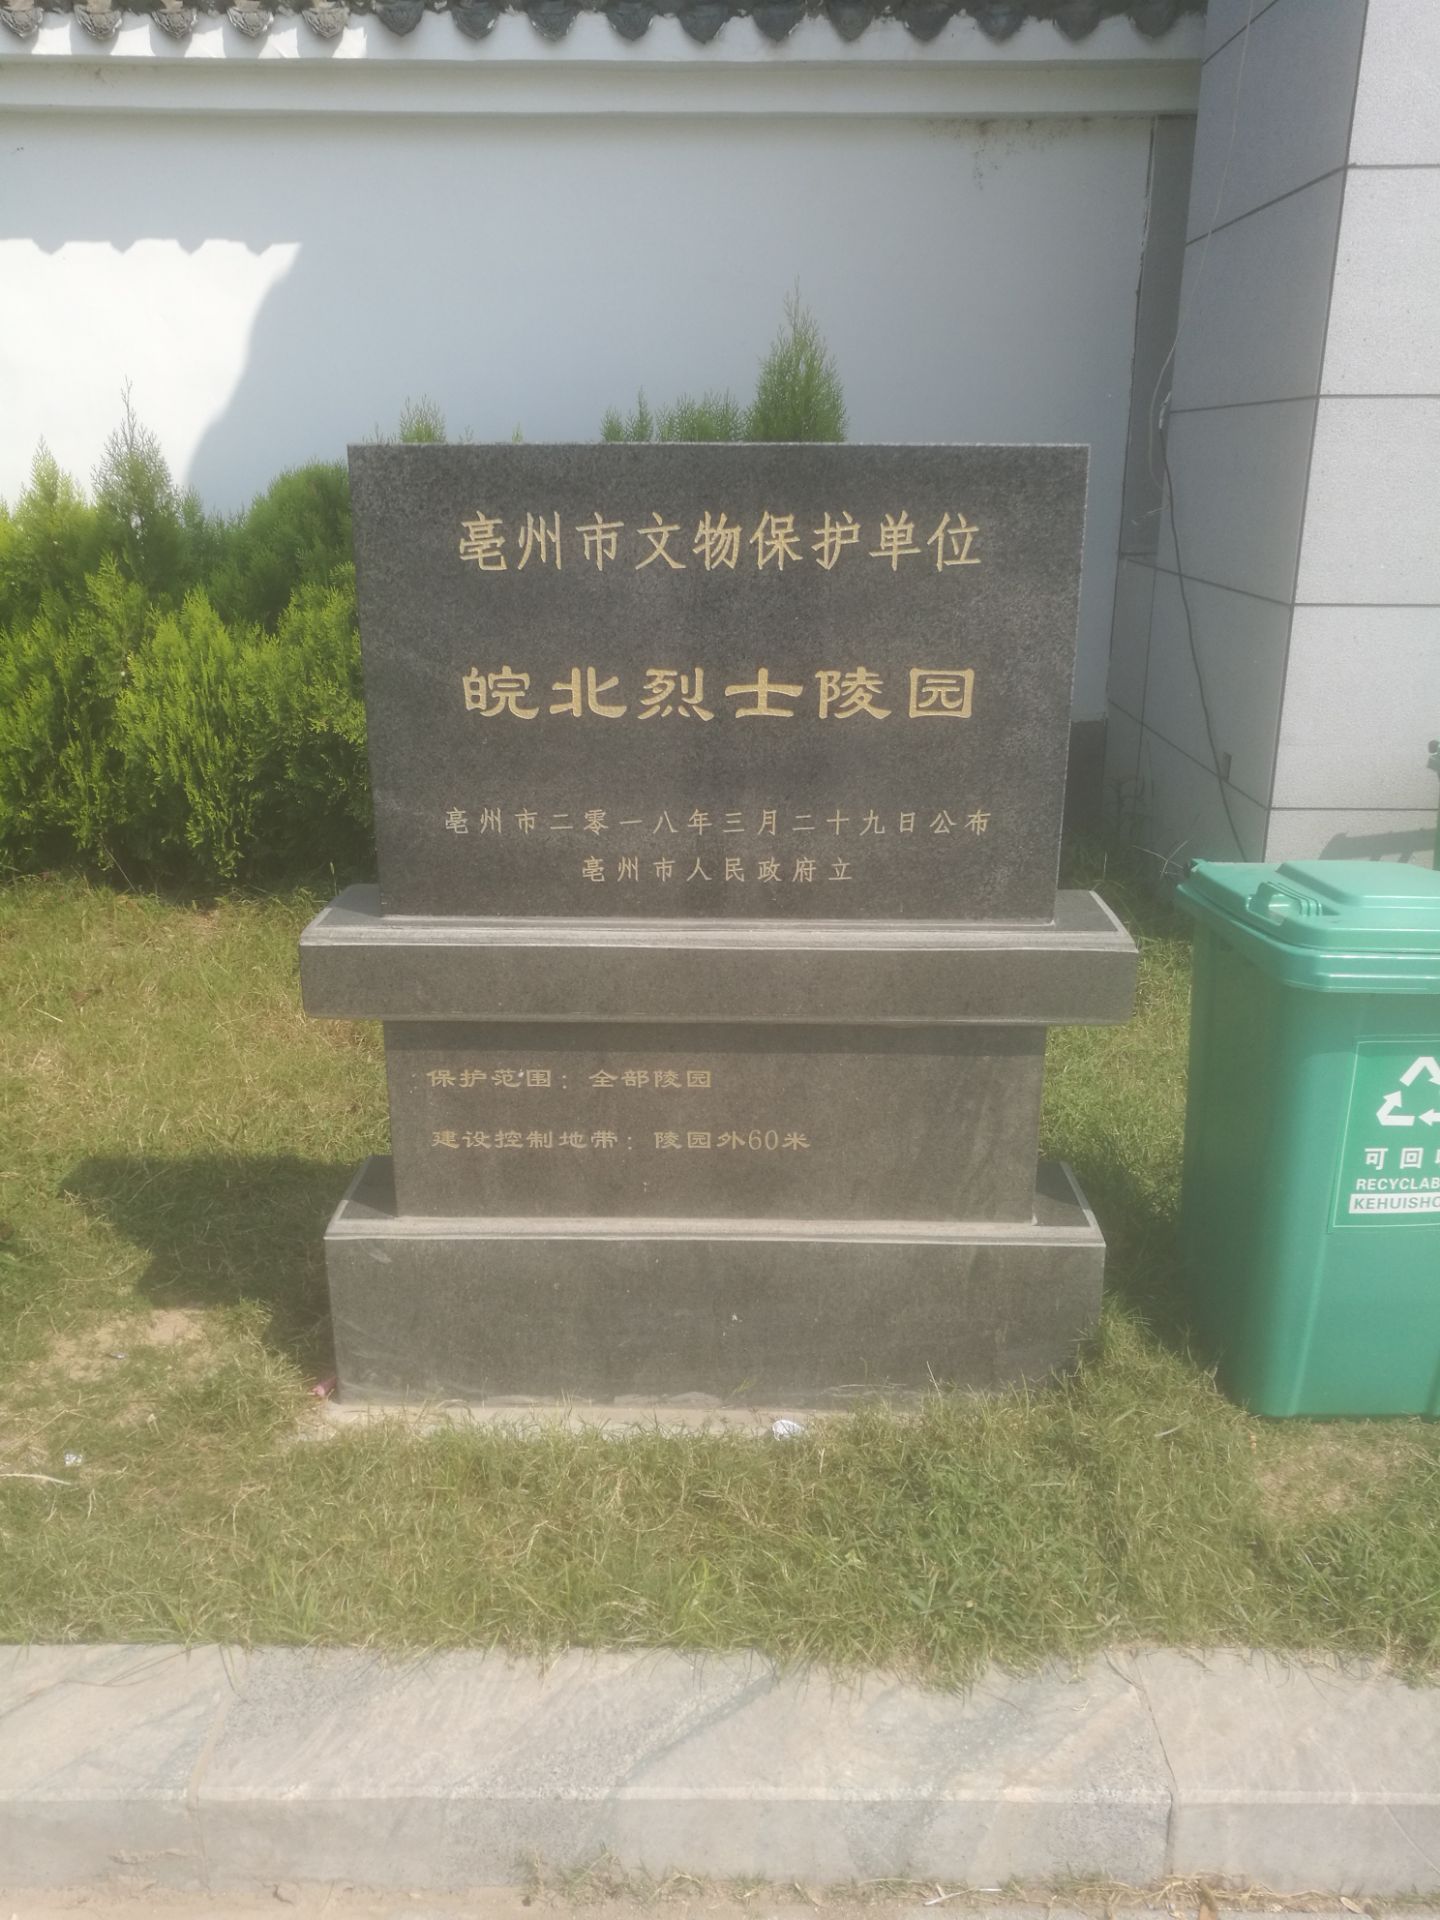 亳州市文物保护单位
皖北烈士陵园
亳州市二零一八年三月二十九日公布
亳州市人民政府立
保护范围：全部陵园
建设控制地带：陵园外60米
可回